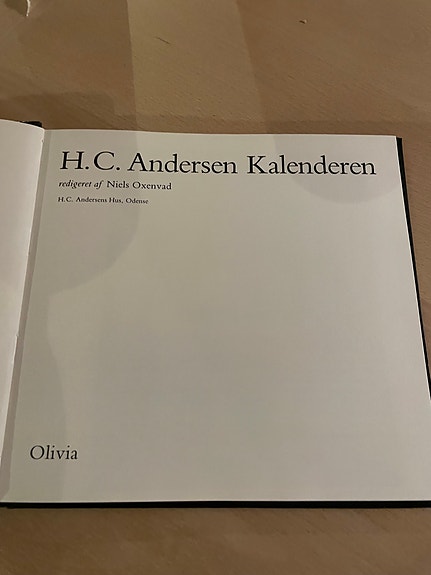 H.C. Andersen Kalenderen
redigeret af Niels Oxenvad
H.C. Andersens Hus, Odense
Olivia